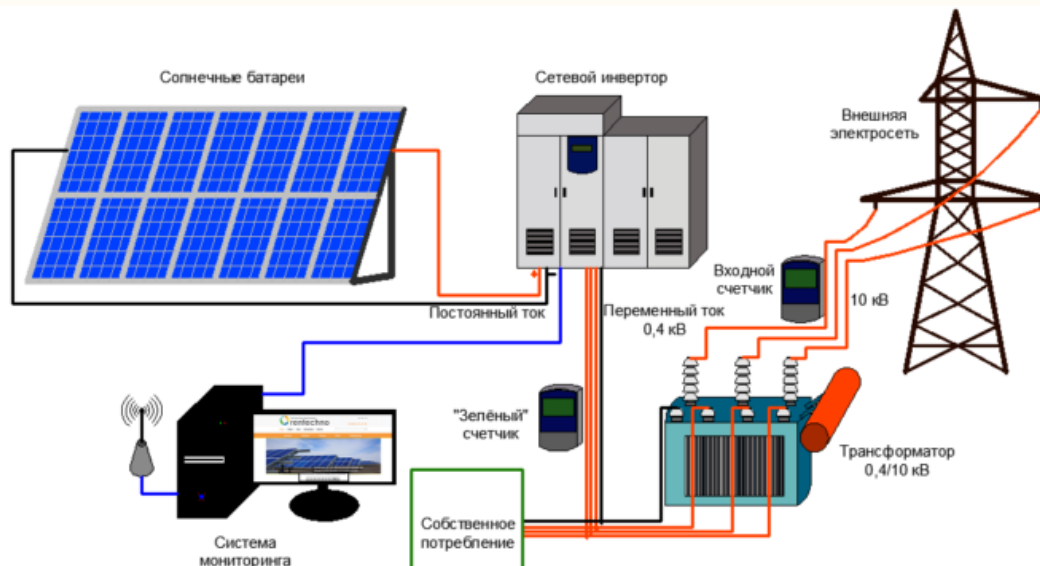 Солнечные батареи
Сетевой инвертор
Внешняя
электросеть
Входной
счетчик
10 кВ
Постоянный ток
Переменный ток
0,4 кВ
"Зелёный"
счетчик
rentechno
Трансформатор
0,4/10 кВ
Собственное
потребление
Система
мониторинга